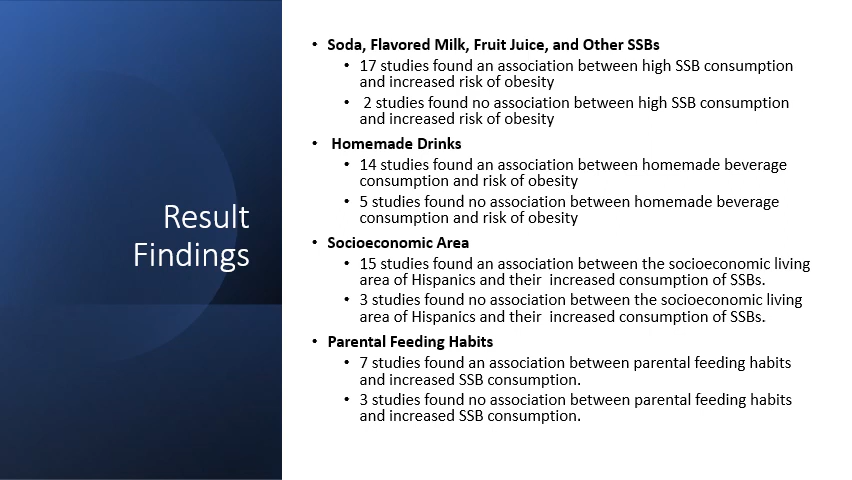 Result
Findings
• Soda, Flavored Milk, Fruit Juice, and Other SSBs
• 17 studies found an association between high SSB consumption
and increased risk of obesity
• 2 studies found no association between high SSB consumption
and increased risk of obesity
• Homemade Drinks
• 14 studies found an association between homemade beverage
consumption and risk of obesity
• 5 studies found no association between homemade beverage
consumption and risk of obesity
• Socioeconomic Area
• 15 studies found an association between the socioeconomic living
area of Hispanics and their  increased consumption of SSBs.
• 3 studies found no association between the socioeconomic living
area of Hispanics and their  increased consumption of SSBs.
• Parental Feeding Habits
• 7 studies found an association between parental feeding habits
and increased SSB consumption.
• 3 studies found no association between parental feeding habits
and increased SSB consumption.